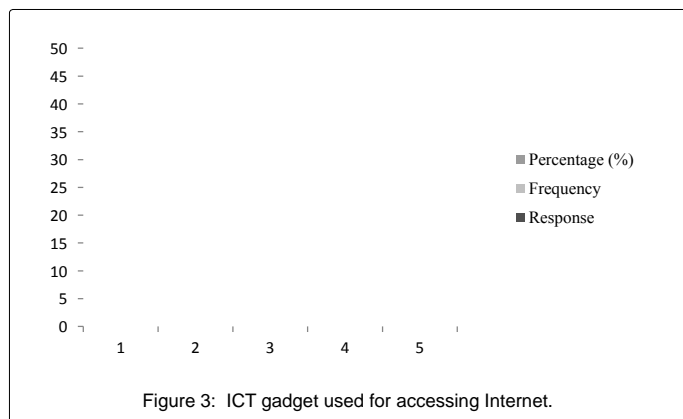 50
45
40
35
30
25
20
15
10
5
0
1 2 3 4 5
Percentage (%)
Frequency
Response
Figure 3: ICT gadget used for accessing Internet.